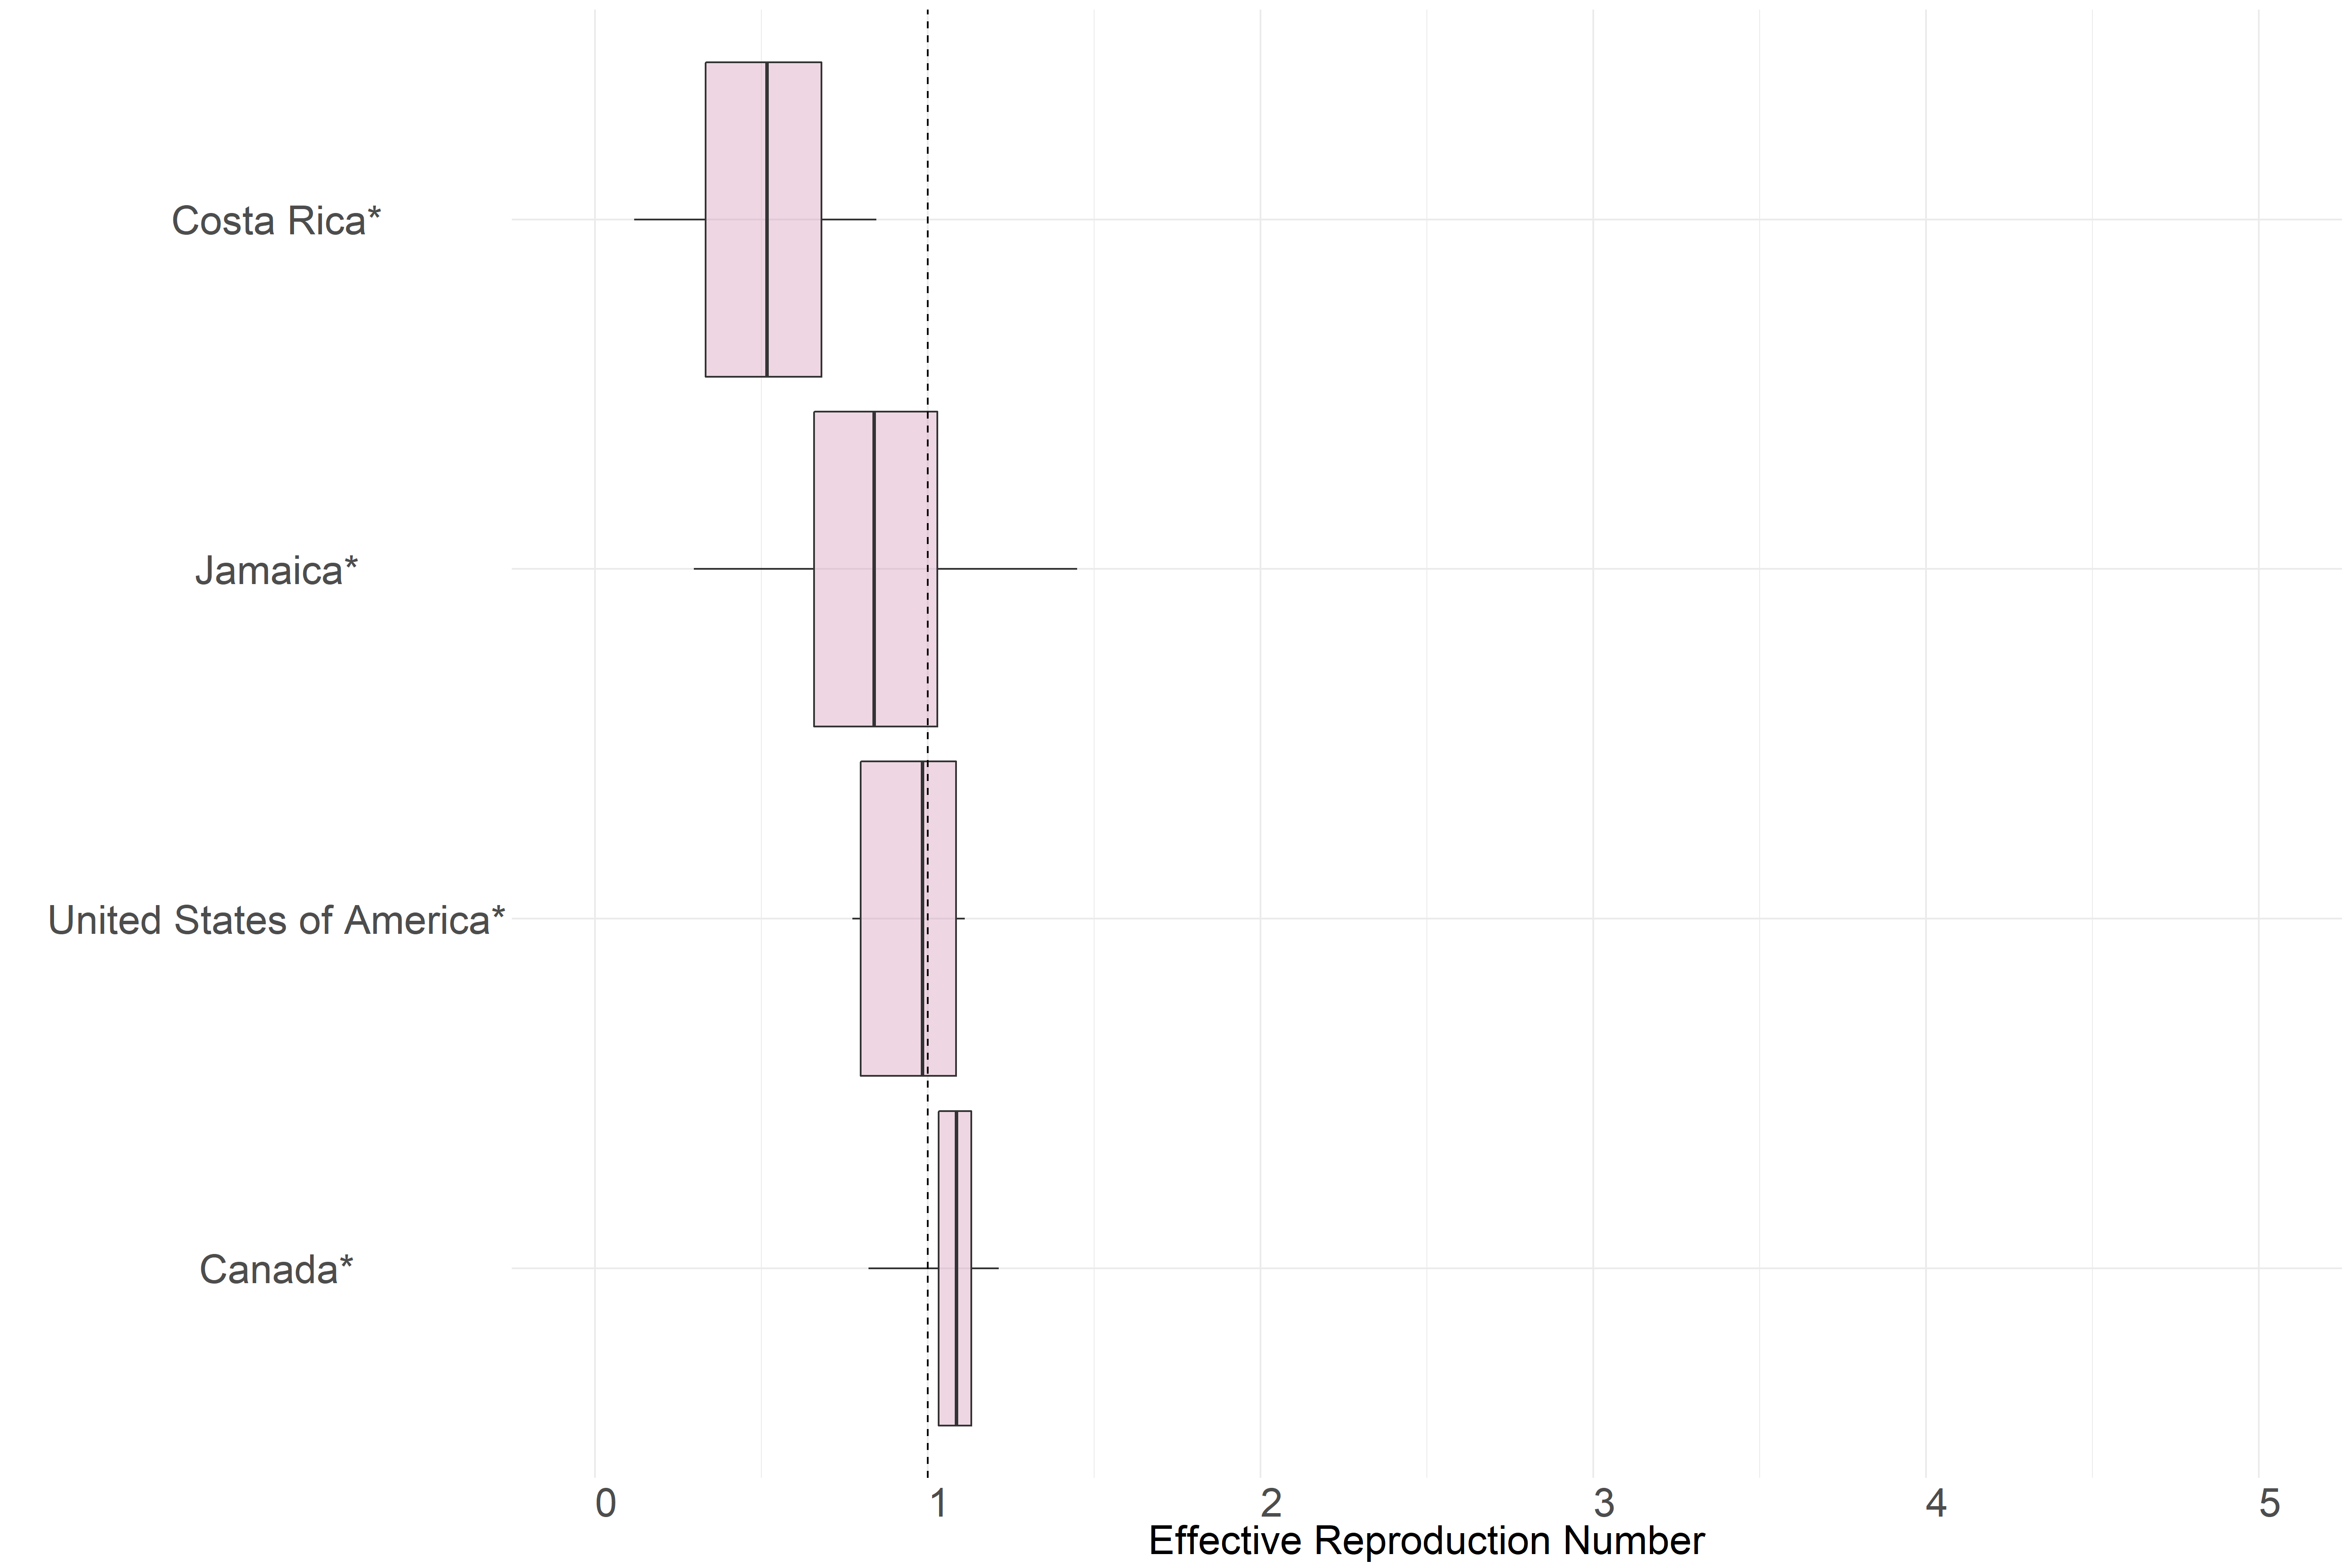 Costa Rica*
Jamaica*
United States of America*
Canada*
0 1 2 3 4 5
Effective Reproduction Number